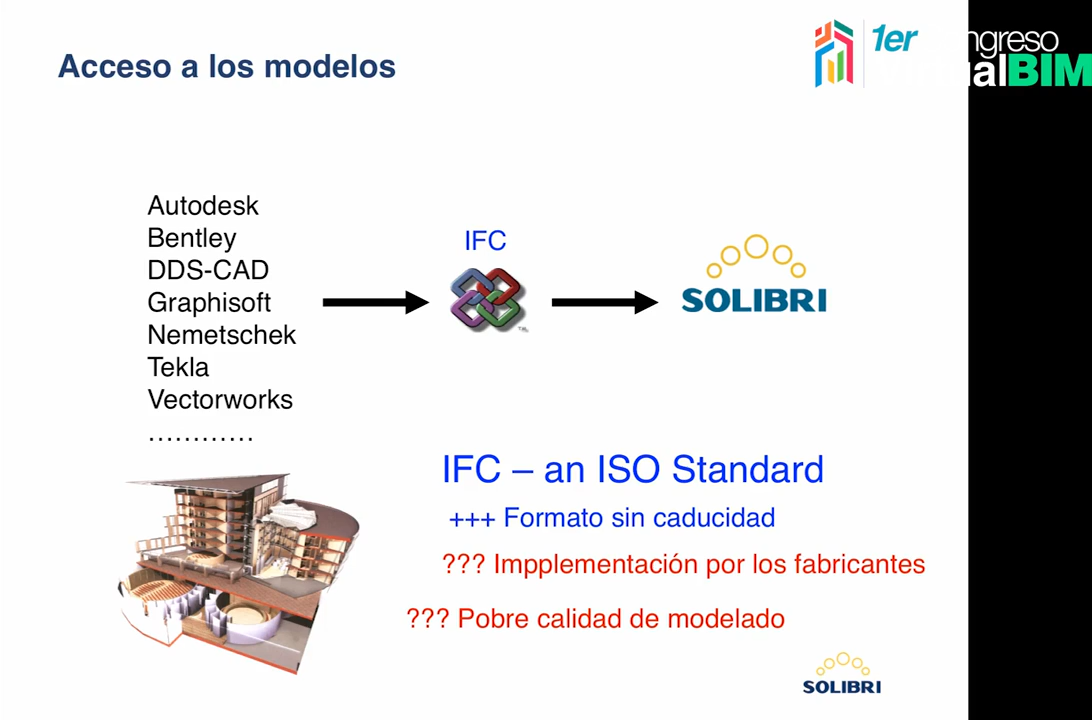 Acceso a los modelos
1er
ngreso
ualBIM
Autodesk
Bentley
DDS-CAD
Graphisoft
Nemetschek
Tekla
Vectorworks
…………
IFC
SOLIBRI
IFC – an ISO Standard
+++ Formato sin caducidad
??? Impplementación por los fabricantes
??? Pobre calidad de modelado
SOLIBRI